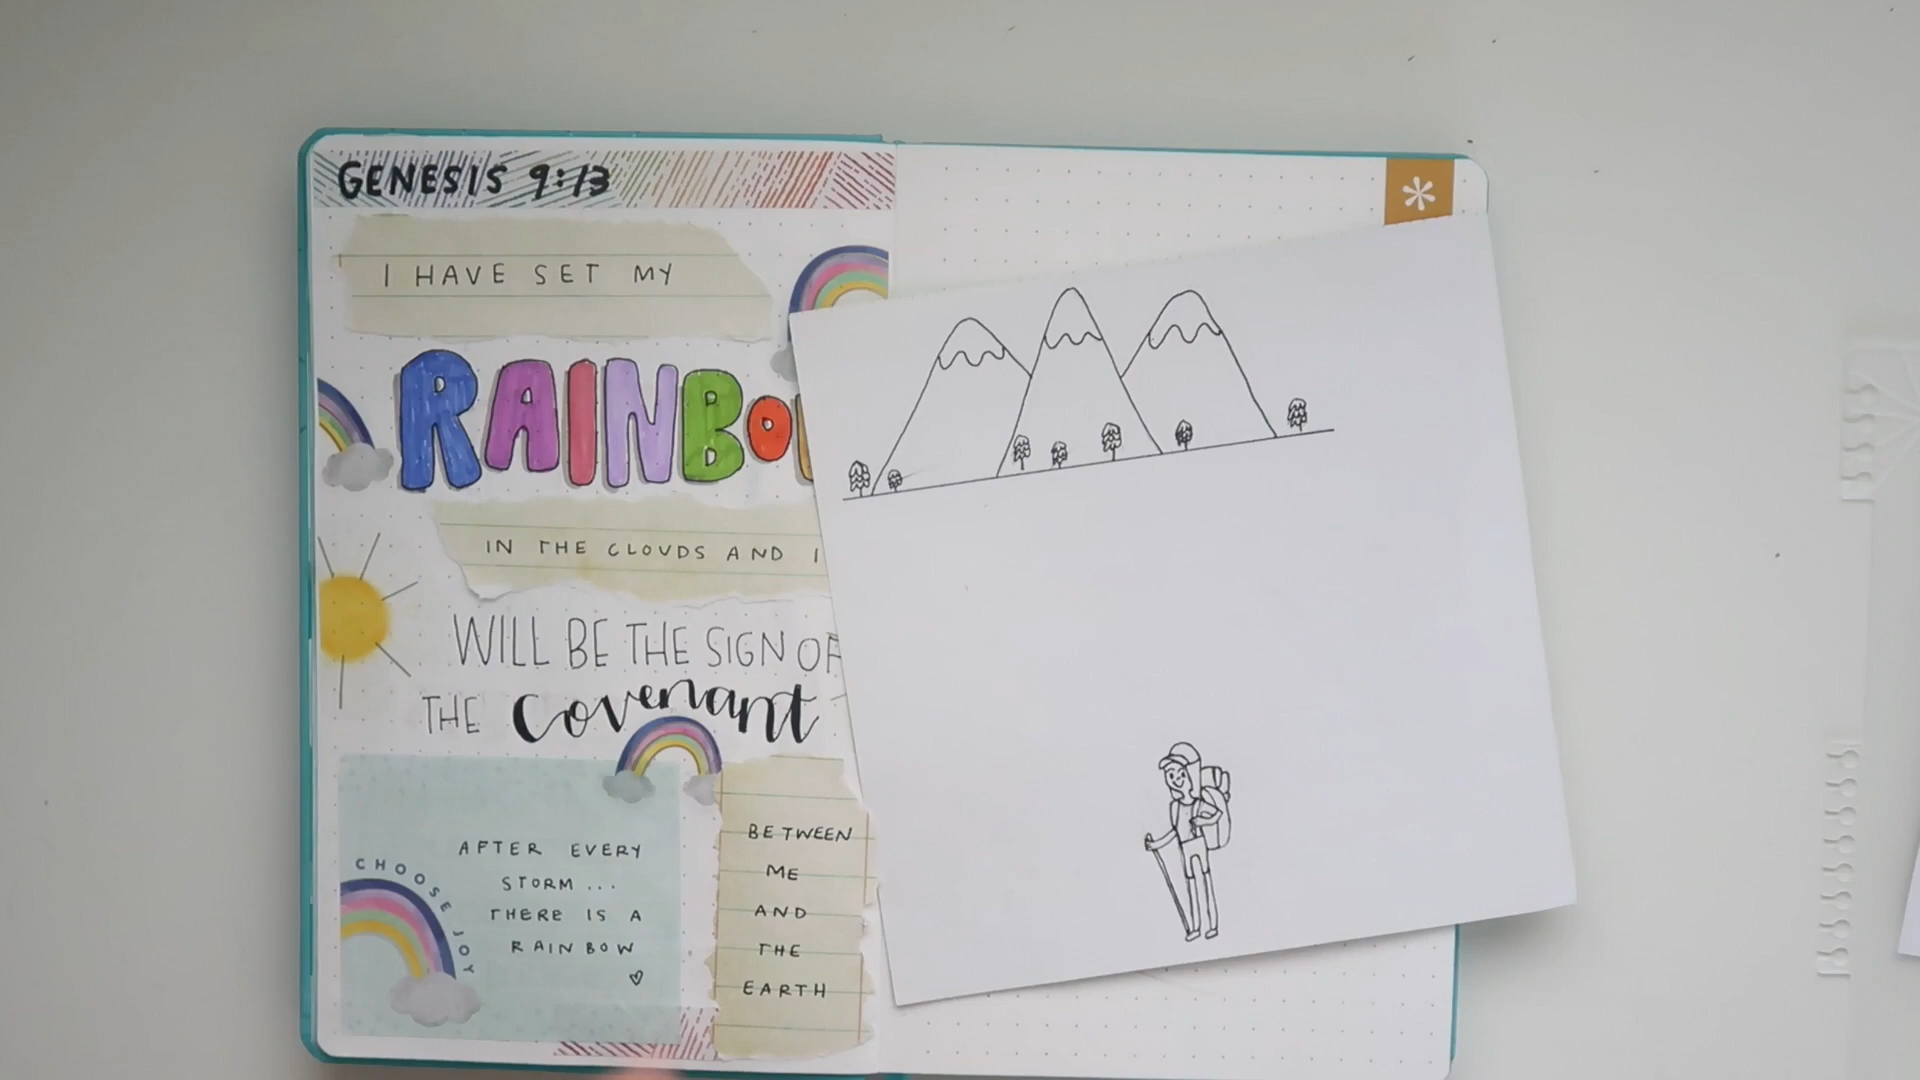 GENESIS 9:13
I HAVE SET MY
RAINBO
IN THE CLOUDS AND I
WILL BE THE SIGN OF
THE Covenant
CHOOSE JOY
AFTER EVERY
STORM...
THERE IS A
RAINBOW
BETWEEN
ME
AND
THE
EARTH